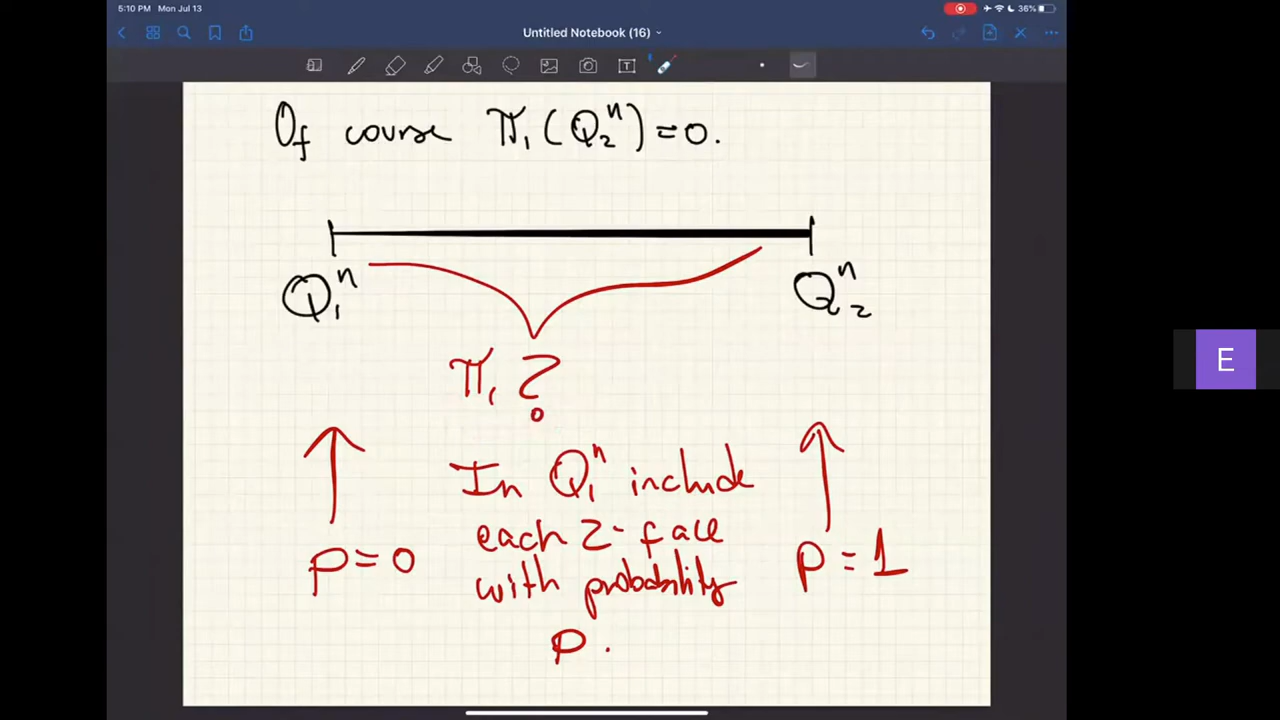 5:10 PM Mon Jul 13
36%
Untitled Notebook (16)
Of course π₁(Q₂ⁿ)=0.
Q₁ⁿ Q₂ⁿ
π₁ ?
In Q₁ⁿ include
each 2-face
p=0 p=1
with probability
p.
E